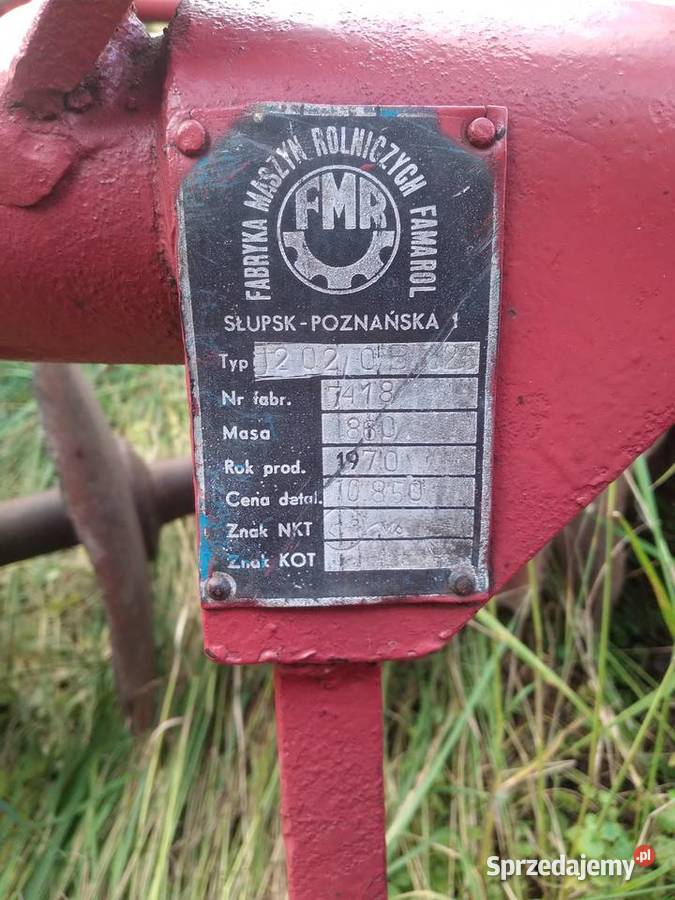 FABRYKA MASZYN ROLNICZYCH FAMAROL
FMR
SŁUPSK-POZNAŃSKA 1
Typ
Nr fabr. 7418
Masa
Rok prod. 1970
Cena detal. 10.850
Znak NKT
Znak KOT
Sprzedajemy.pl